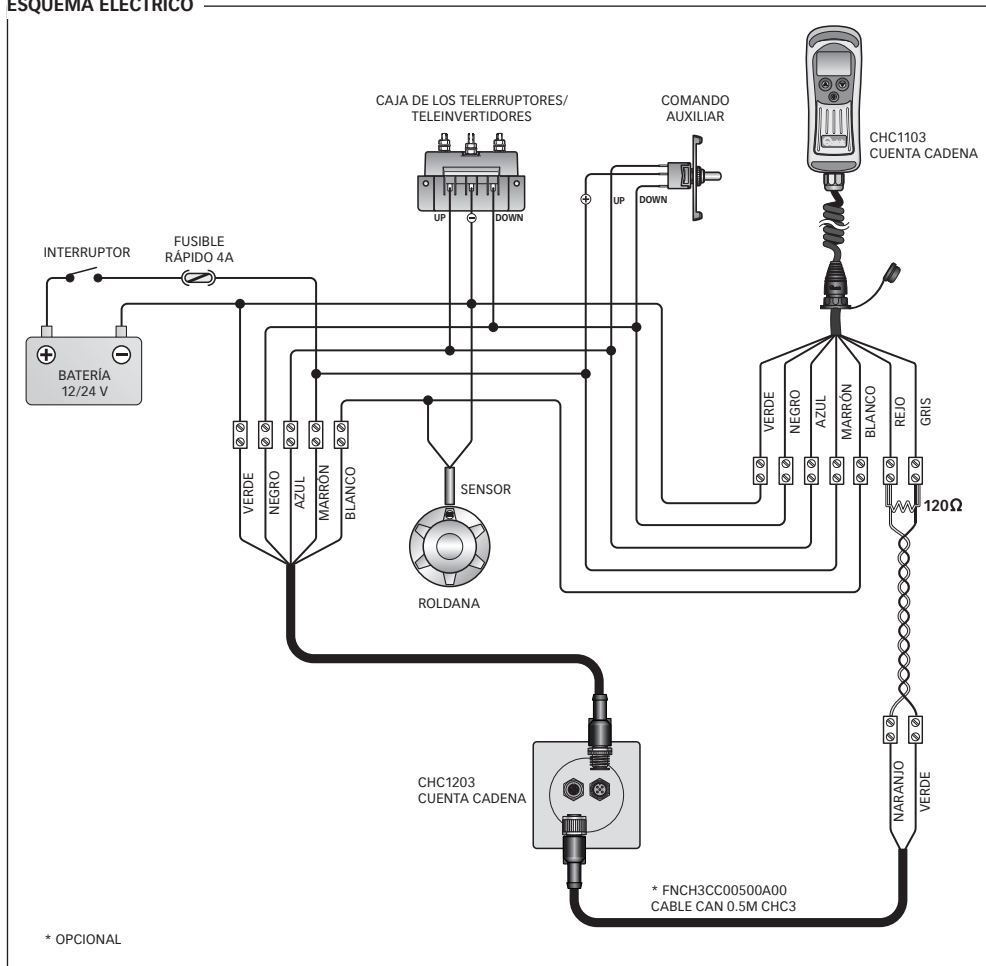 ESQUEMA ELÉCTRICO
CAJA DE LOS TELERRUPTORES/
TELEINVERTIDORES
COMANDO
AUXILIAR
CHC1103
CUENTA CADENA
UP
DOWN
UP
DOWN
INTERRUPTOR
FUSIBLE
RÁPIDO 4A
BATERÍA
12/24 V
VERDE
NEGRO
AZUL
MARRÓN
BLANCO
SENSOR
ROLDANA
VERDE
NEGRO
AZUL
MARRÓN
BLANCO
REJO
GRIS
120Ω
CHC1203
CUENTA CADENA
NARANJO
VERDE
* FNCH3CC00500A00
CABLE CAN 0.5M CHC3
* OPCIONAL